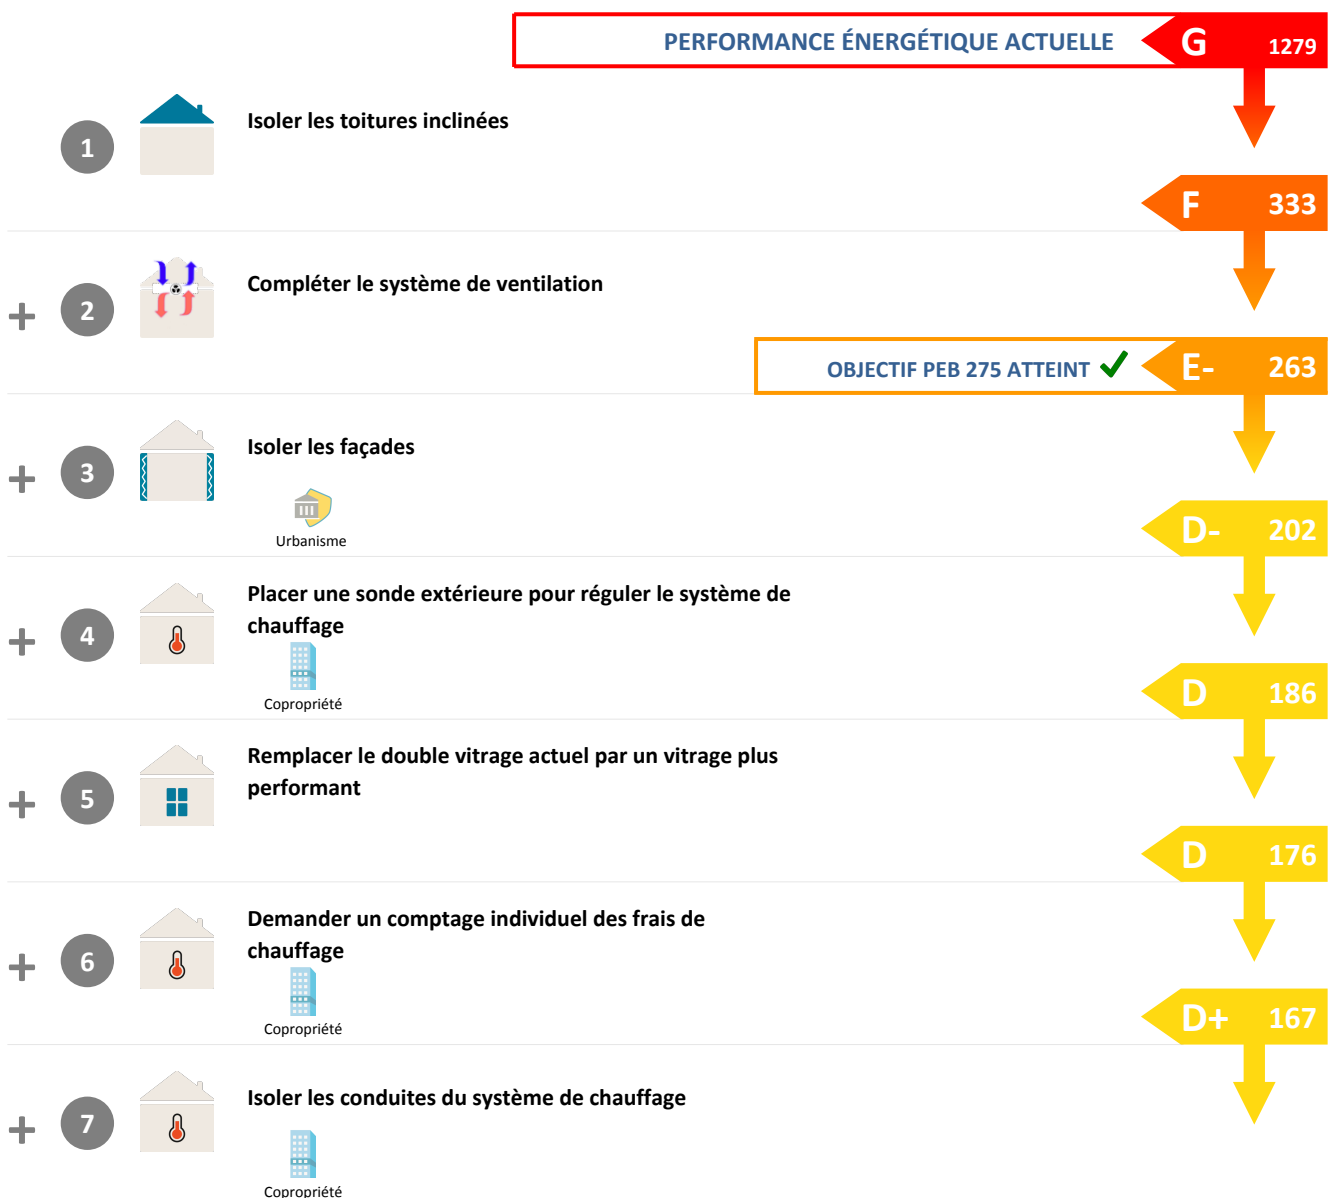 PERFORMANCE ÉNERGÉTIQUE ACTUELLE G 1279
1 Isoler les toitures inclinées
F 333
+ 2 Compléter le système de ventilation
OBJECTIF PEB 275 ATTEINT ✓ E- 263
+ 3 Isoler les façades
Urbanisme
D- 202
+ 4 Placer une sonde extérieure pour réguler le système de
chauffage
Copropriété
D 186
+ 5 Remplacer le double vitrage actuel par un vitrage plus
performant
D 176
+ 6 Demander un comptage individuel des frais de
chauffage
Copropriété
D+ 167
+ 7 Isoler les conduites du système de chauffage
Copropriété